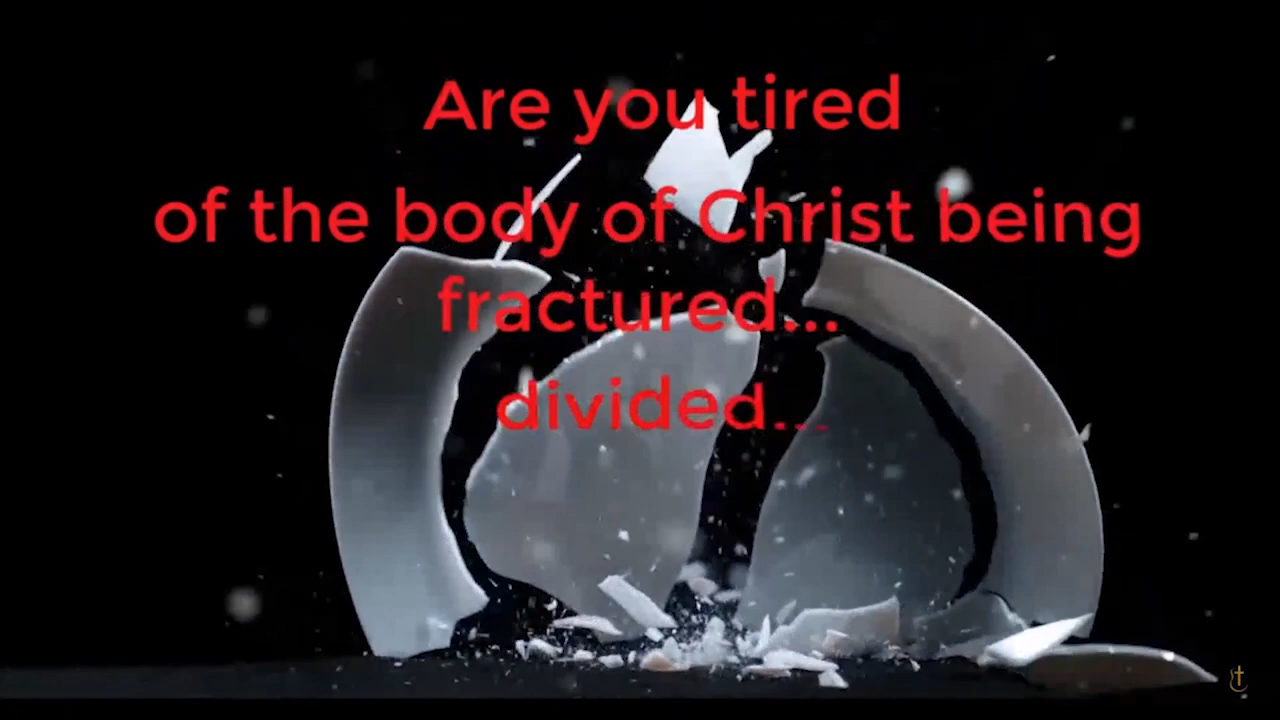 Are you tired
of the body of Christ being
fractured...
divided...